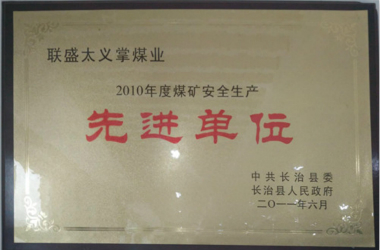 联盛太义掌煤业
2010年度煤矿安全生产
先进单位
中共长治县委
长治县人民政府
二〇一一年六月